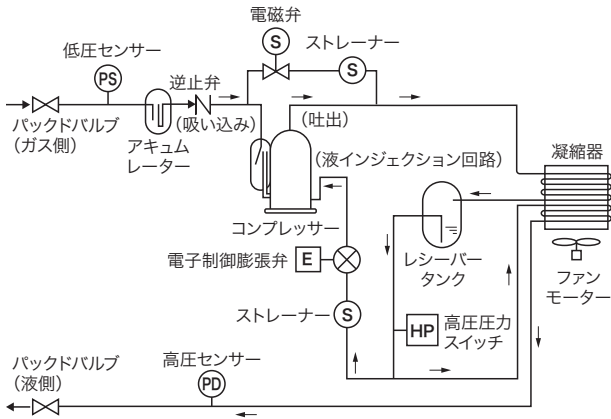 電磁弁
S
ストレーナー
S
低圧センサー
PS
逆止弁
(吸い込み)
(吐出)
パックドバルブ
(ガス側)
アキュム
レーター
(液インジェクション回路)
凝縮器
コンプレッサー
レシーバー
タンク
電子制御膨張弁
E
ファン
モーター
ストレーナー
S
HP
高圧圧力
スイッチ
パックドバルブ
(液側)
高圧センサー
PD